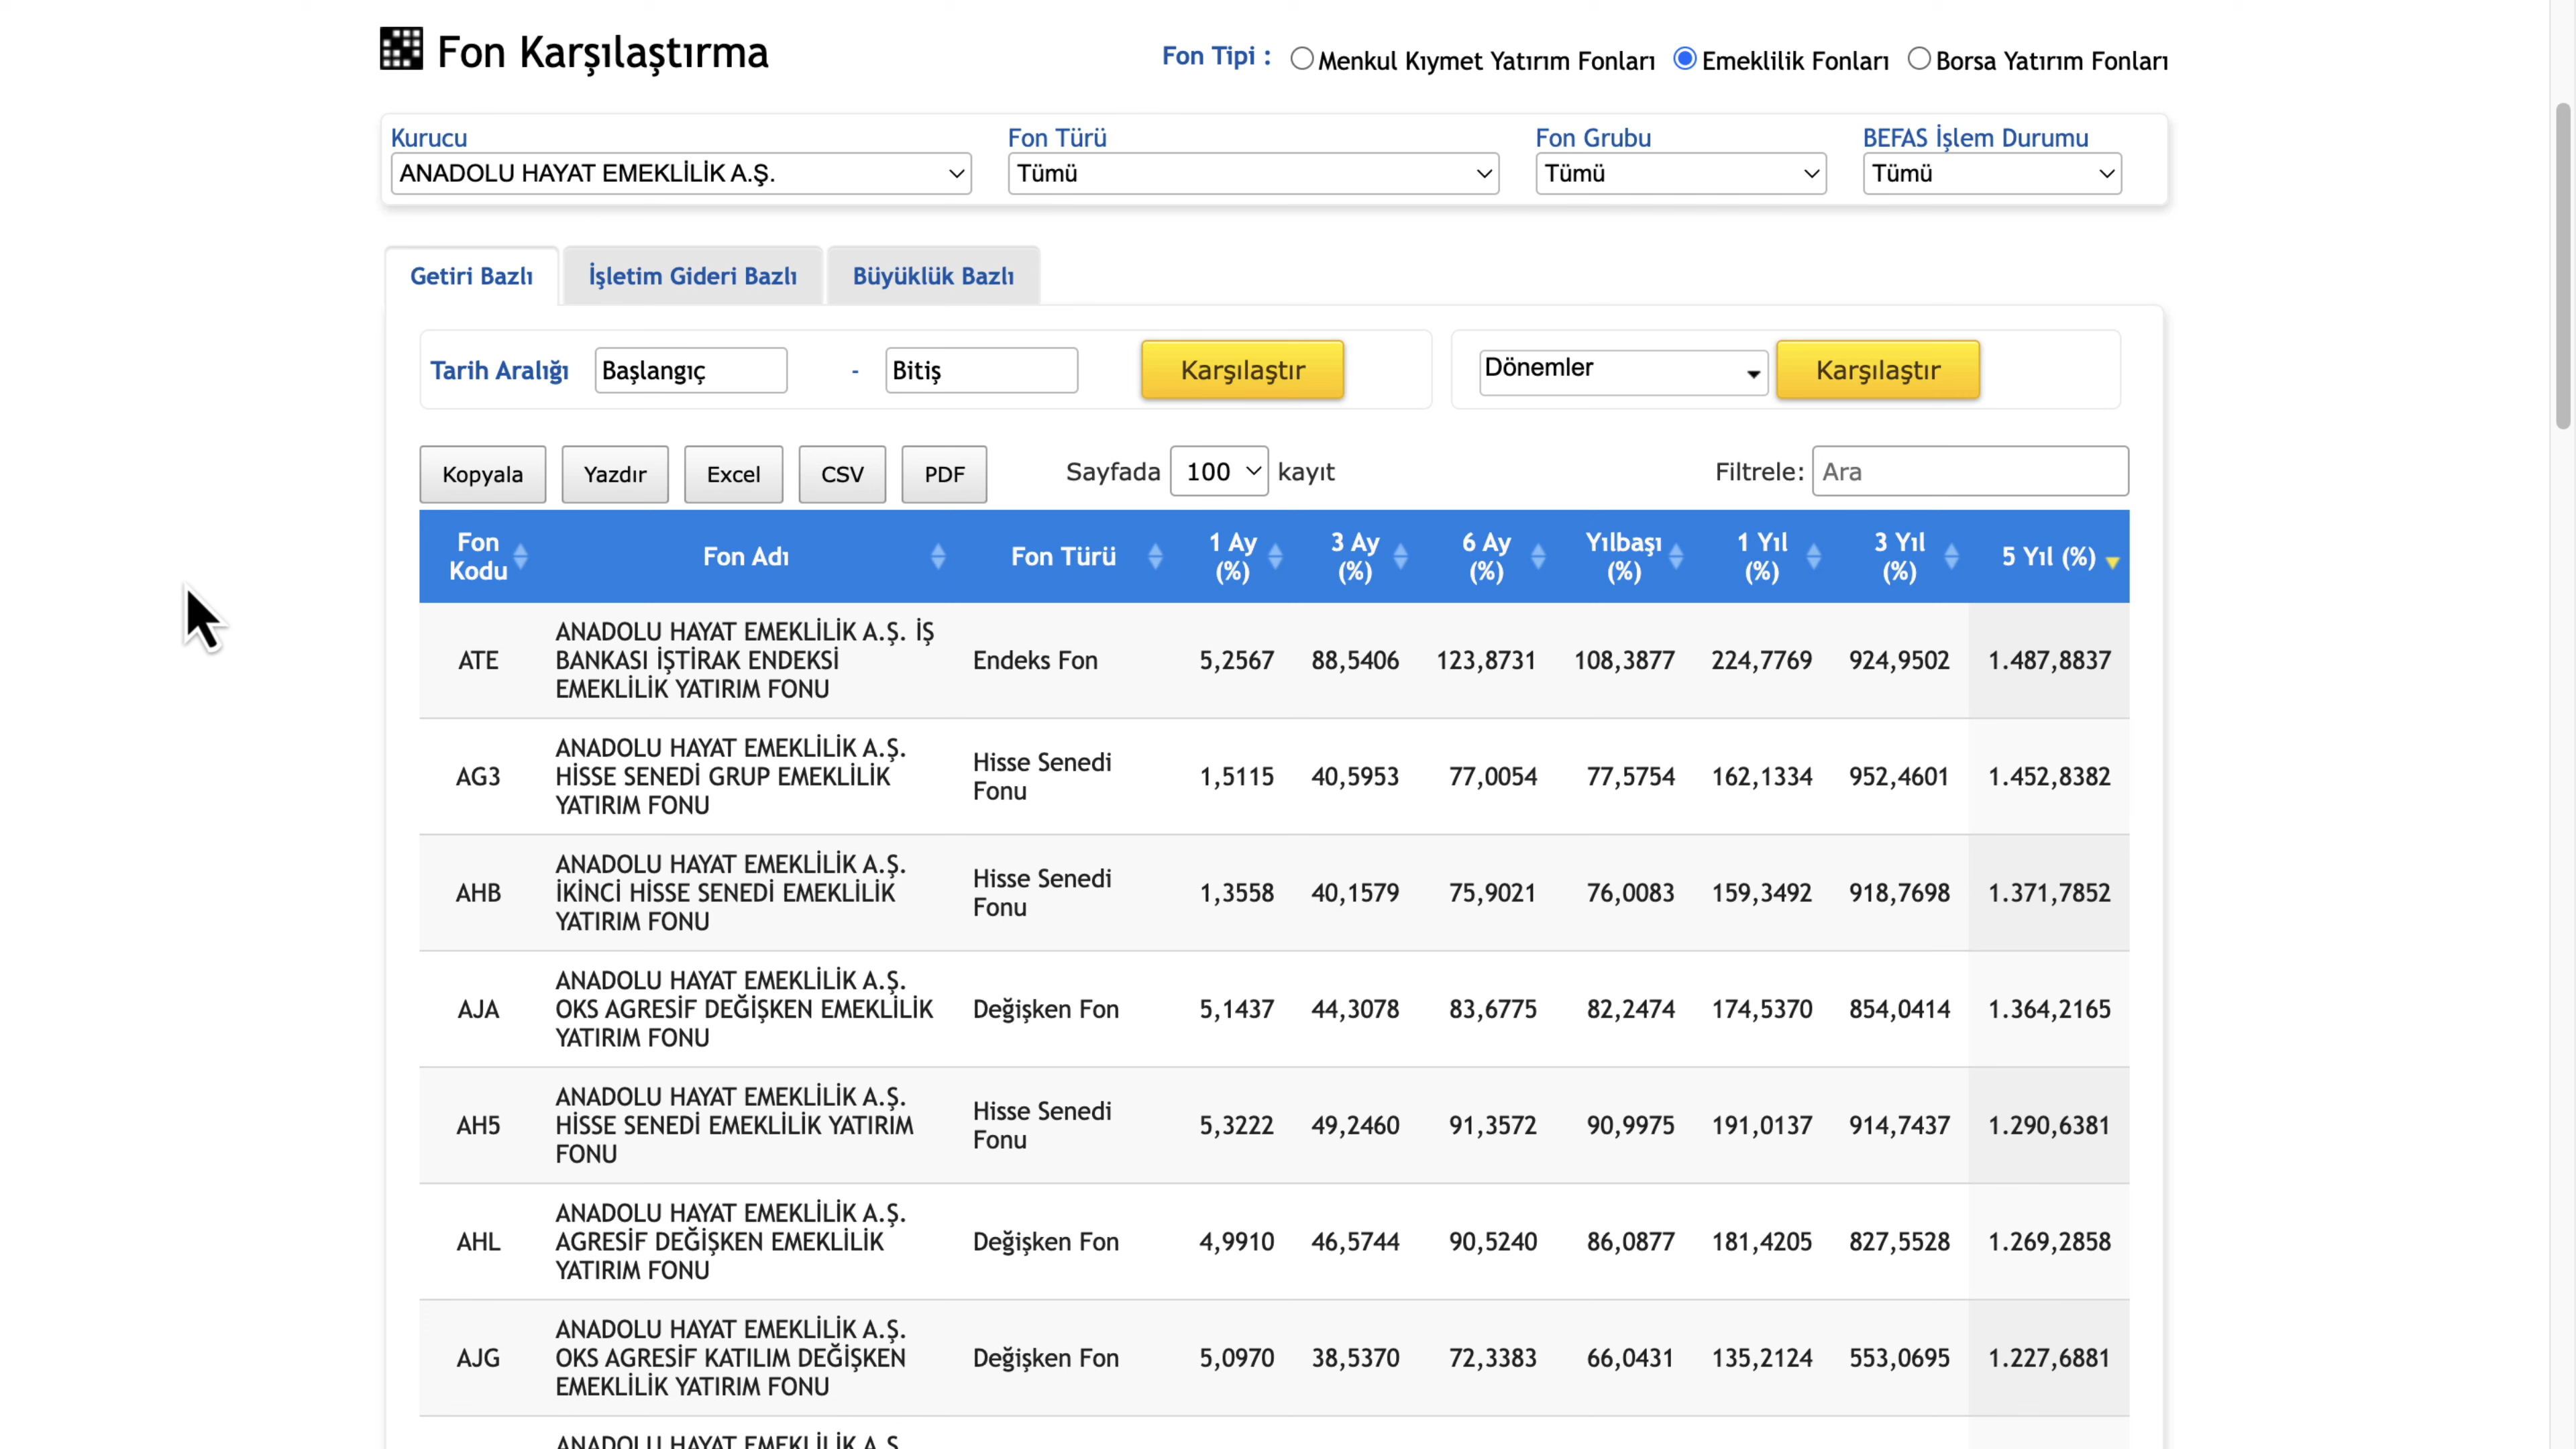 Fon Karşılaştırma
Fon Tipi : Menkul Kıymet Yatırım Fonları Emeklilik Fonları Borsa Yatırım Fonları
Kurucu Fon Türü Fon Grubu BEFAS İşlem Durumu
ANADOLU HAYAT EMEKLİLİK A.Ş. Tümü Tümü Tümü
Getiri Bazlı İşletim Gideri Bazlı Büyüklük Bazlı
Tarih Aralığı Başlangıç - Bitiş Karşılaştır Dönemler Karşılaştır
Kopyala Yazdır Excel CSV PDF Sayfada 100 kayıt Filtrele: Ara
Fon Kodu Fon Adı Fon Türü 1 Ay (%) 3 Ay (%) 6 Ay (%) Yılbaşı (%) 1 Yıl (%) 3 Yıl (%) 5 Yıl (%)
ANADOLU HAYAT EMEKLİLİK A.Ş. İŞ
ATE BANKASI İŞTİRAK ENDEKSİ Endeks Fon 5,2567 88,5406 123,8731 108,3877 224,7769 924,9502 1.487,8837
EMEKLİLİK YATIRIM FONU
ANADOLU HAYAT EMEKLİLİK A.Ş.
AG3 HİSSE SENEDİ GRUP EMEKLİLİK Hisse Senedi Fonu 1,5115 40,5953 77,0054 77,5754 162,1334 952,4601 1.452,8382
YATIRIM FONU
ANADOLU HAYAT EMEKLİLİK A.Ş.
AHB İKİNCİ HİSSE SENEDİ EMEKLİLİK Hisse Senedi Fonu 1,3558 40,1579 75,9021 76,0083 159,3492 918,7698 1.371,7852
YATIRIM FONU
ANADOLU HAYAT EMEKLİLİK A.Ş.
AJA OKS AGRESİF DEĞİŞKEN EMEKLİLİK Değişken Fon 5,1437 44,3078 83,6775 82,2474 174,5370 854,0414 1.364,2165
YATIRIM FONU
ANADOLU HAYAT EMEKLİLİK A.Ş.
AH5 HİSSE SENEDİ EMEKLİLİK YATIRIM Hisse Senedi Fonu 5,3222 49,2460 91,3572 90,9975 191,0137 914,7437 1.290,6381
FONU
ANADOLU HAYAT EMEKLİLİK A.Ş.
AHL AGRESİF DEĞİŞKEN EMEKLİLİK Değişken Fon 4,9910 46,5744 90,5240 86,0877 181,4205 827,5528 1.269,2858
YATIRIM FONU
ANADOLU HAYAT EMEKLİLİK A.Ş.
AJG OKS AGRESİF KATILIM DEĞİŞKEN Değişken Fon 5,0970 38,5370 72,3383 66,0431 135,2124 553,0695 1.227,6881
EMEKLİLİK YATIRIM FONU
ANADOLU HAYAT EMEKLİLİK A.Ş.